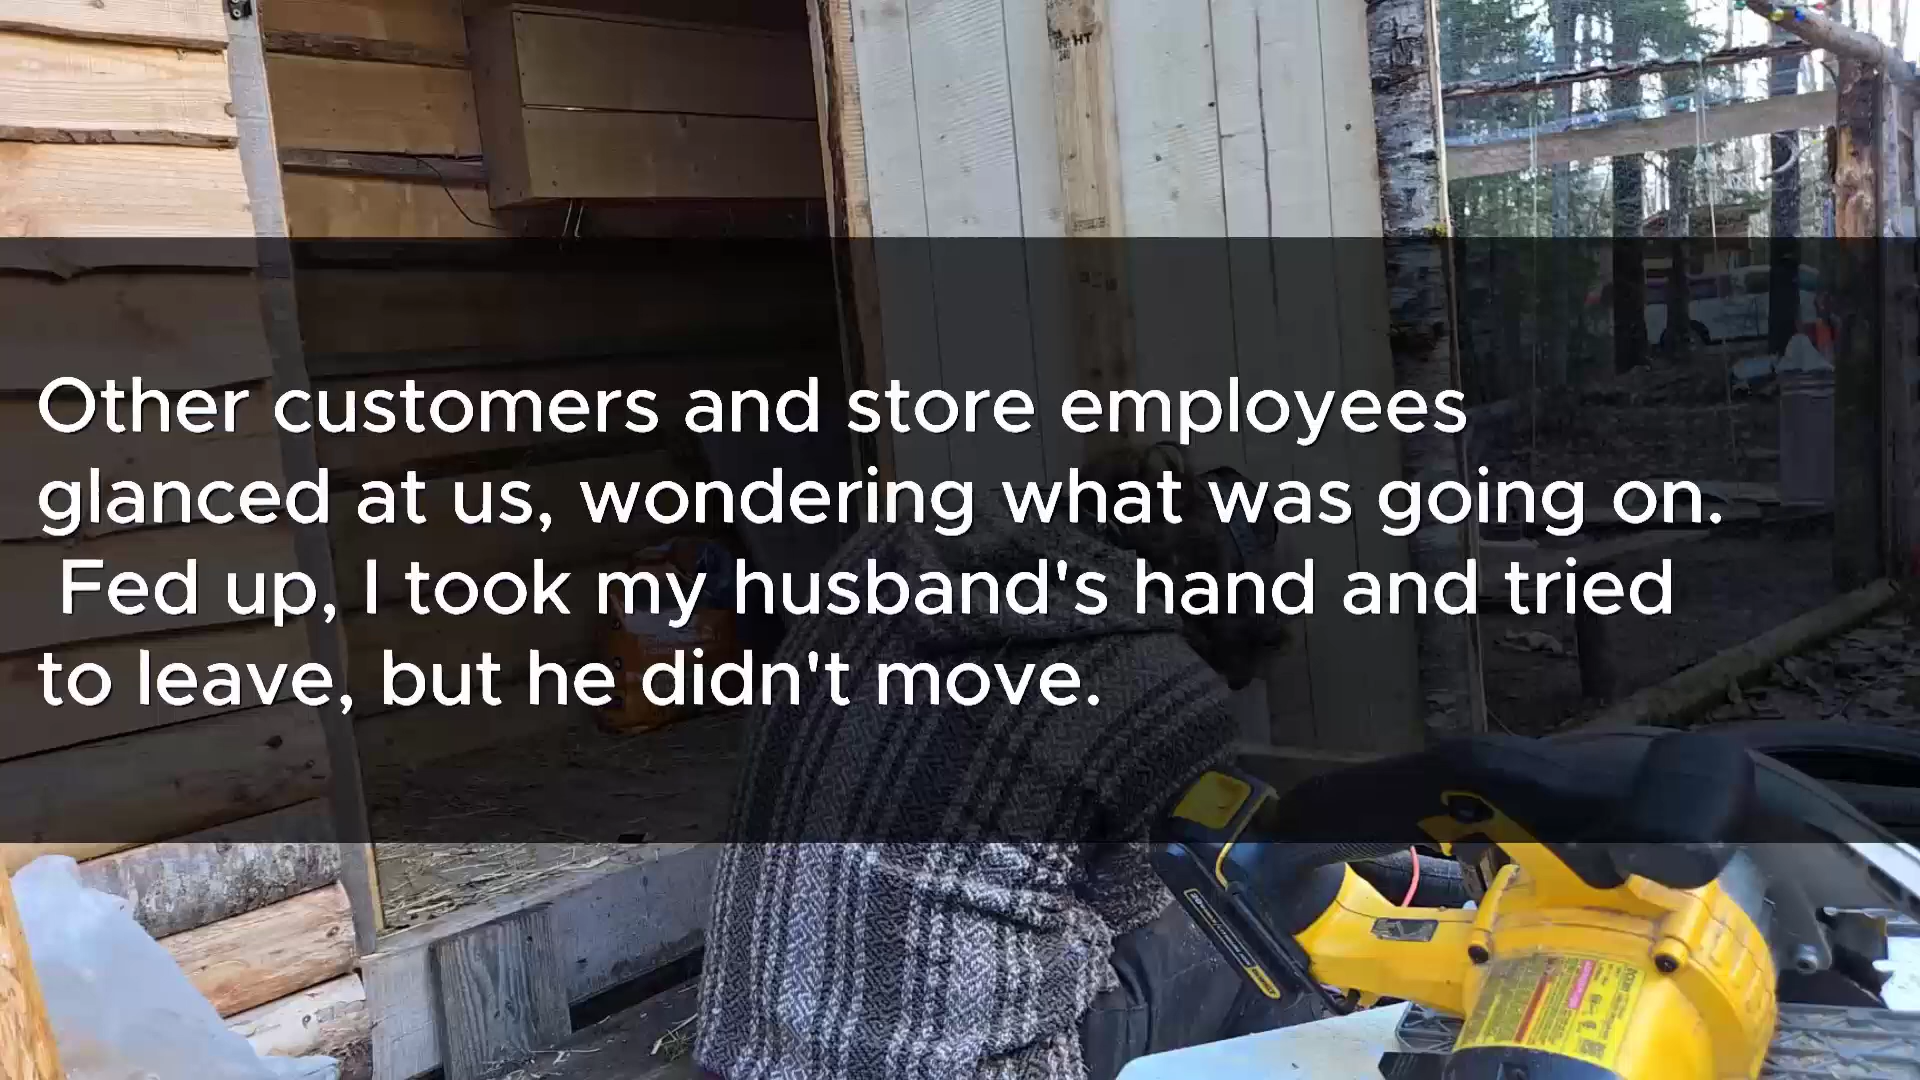 HT
Other customers and store employees
glanced at us, wondering what was going on.
Fed up, I took my husband's hand and tried
to leave, but he didn't move.